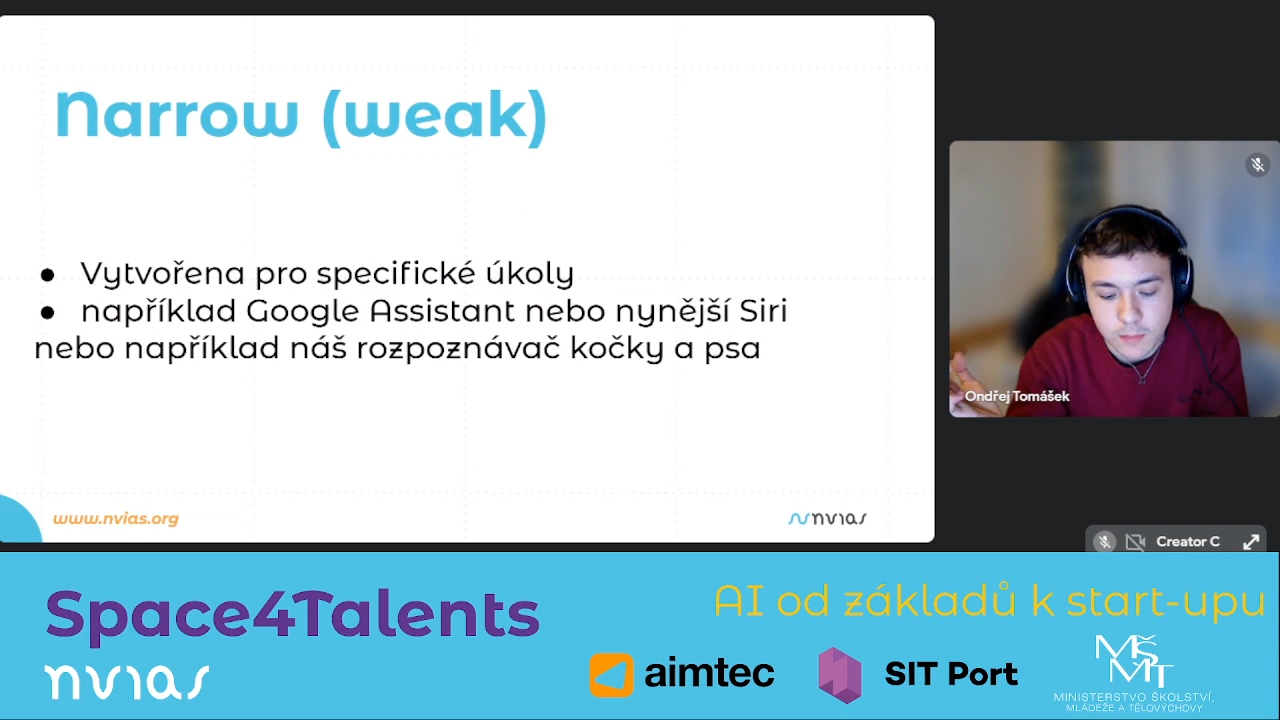 Narrow (weak)
● Vytvořena pro specifické úkoly
● například Google Assistant nebo nynější Siri
nebo například náš rozpoznávač kočky a psa
www.nvias.org
nvias
Ondřej Tomášek
Creator C
Space4Talents
nvias
AI od základů k start-upu
aimtec
SIT Port
MŠMT
MINISTERSTVO ŠKOLSTVÍ,
MLÁDEŽE A TĚLOVÝCHOVY